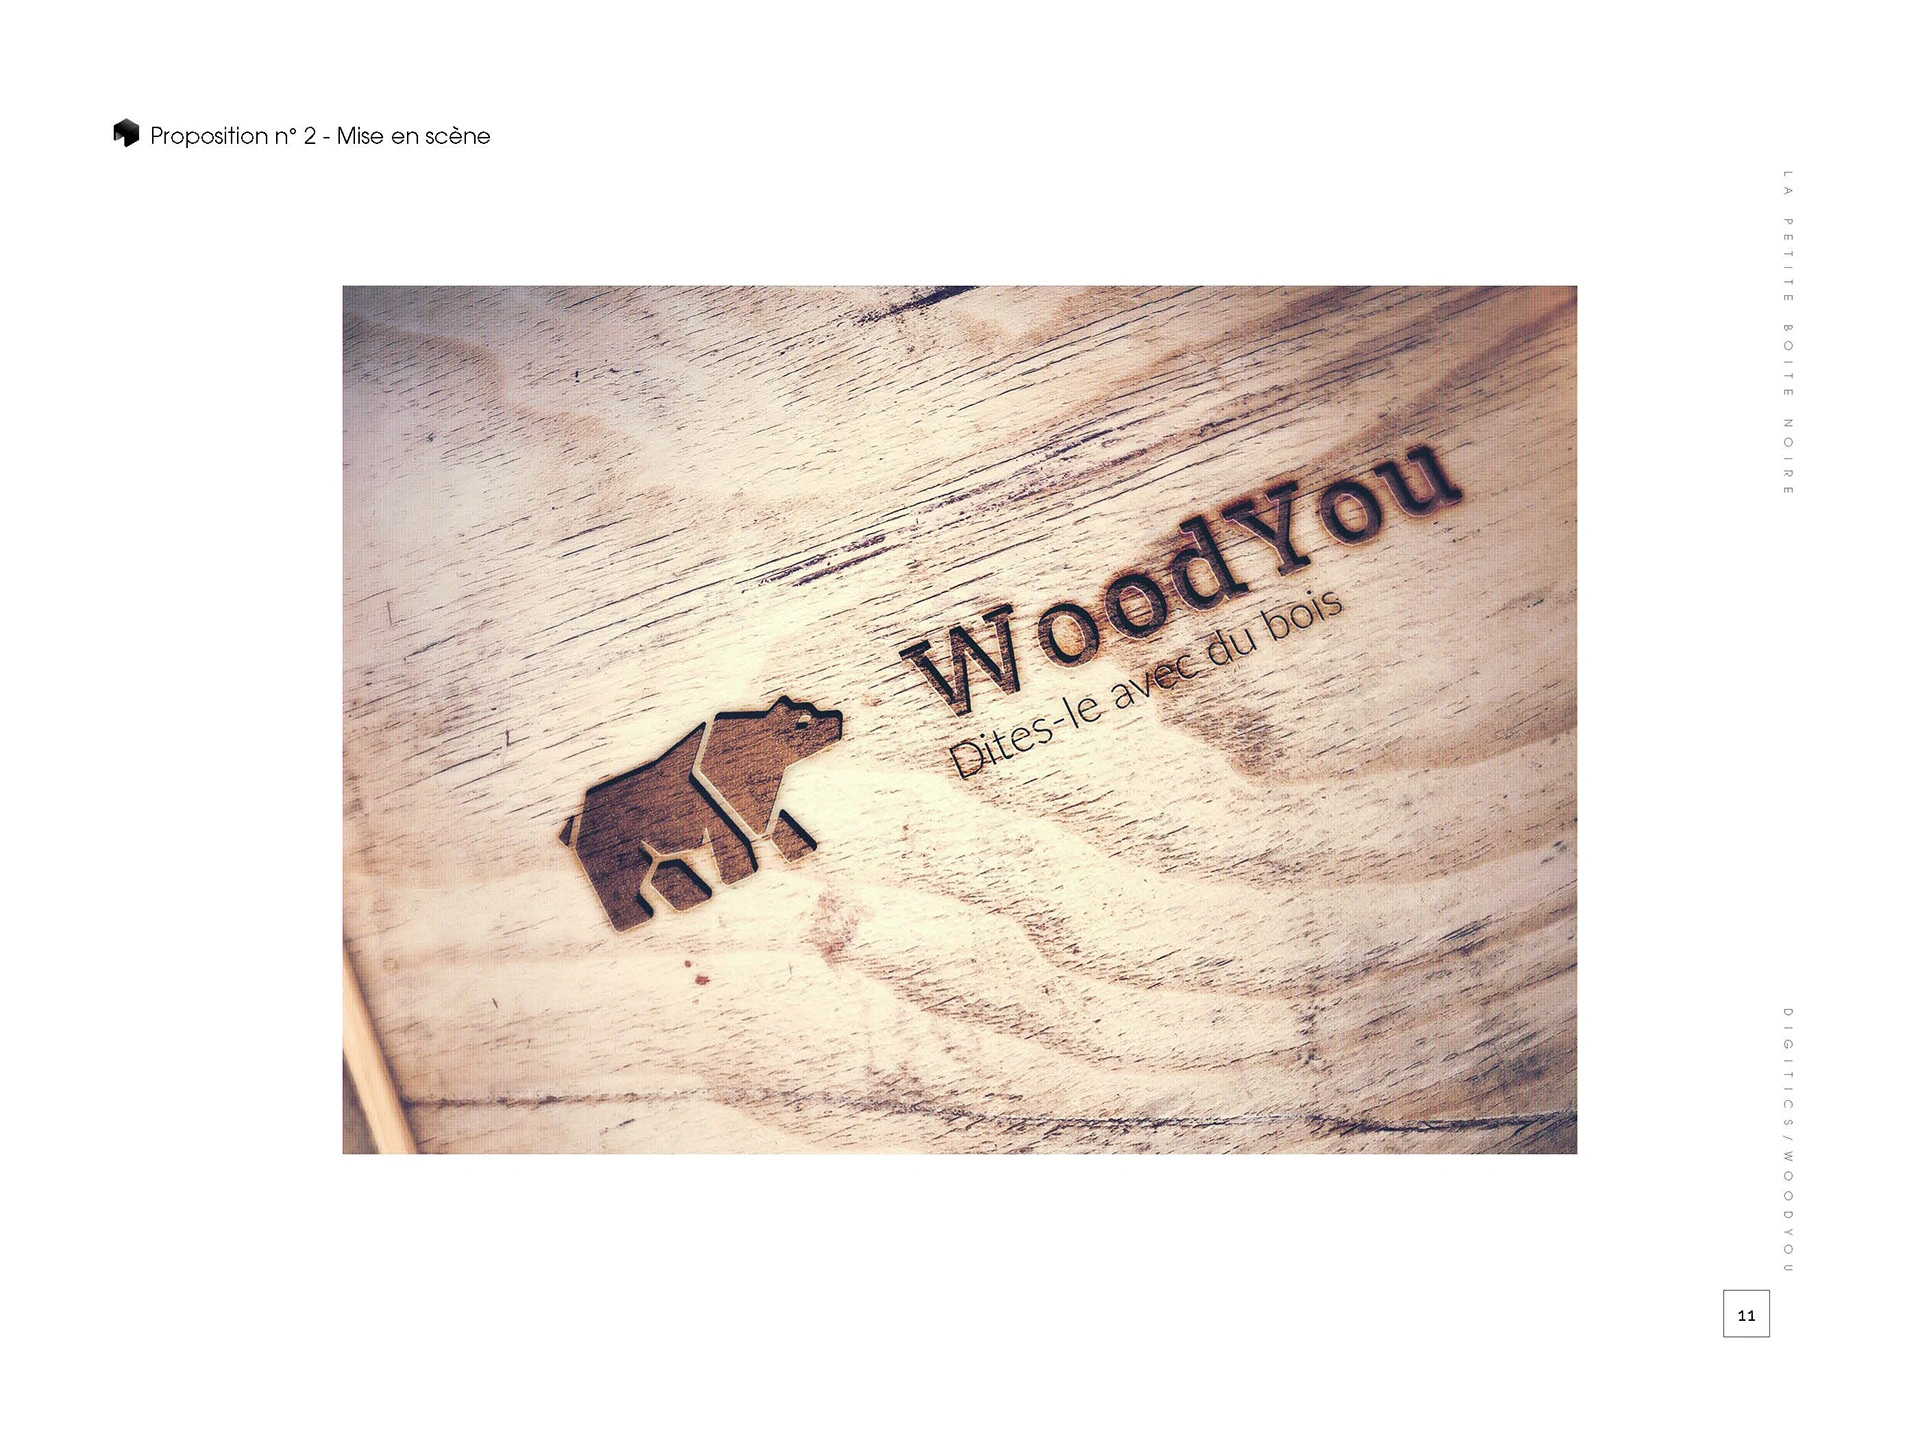 Proposition n° 2 - Mise en scène
LA PETITE BOITE NOIRE
WoodYou
Dites-le avec du bois
DIGITICS/WOODYOU
11